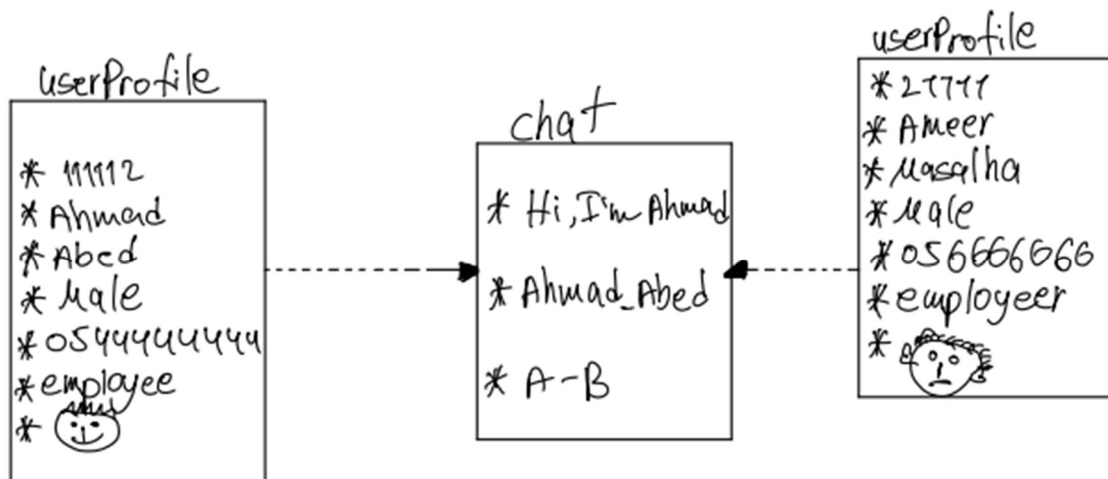 userProfile
* 111112
* Ahmad
* Abed
* Male
* 0544444444
* employee
*
chat
* Hi, I'm Ahmad
* Ahmad_Abed
* A-B
userProfile
* 21111
* Ameer
* Masalha
* Male
* 056666666
* employeer
*